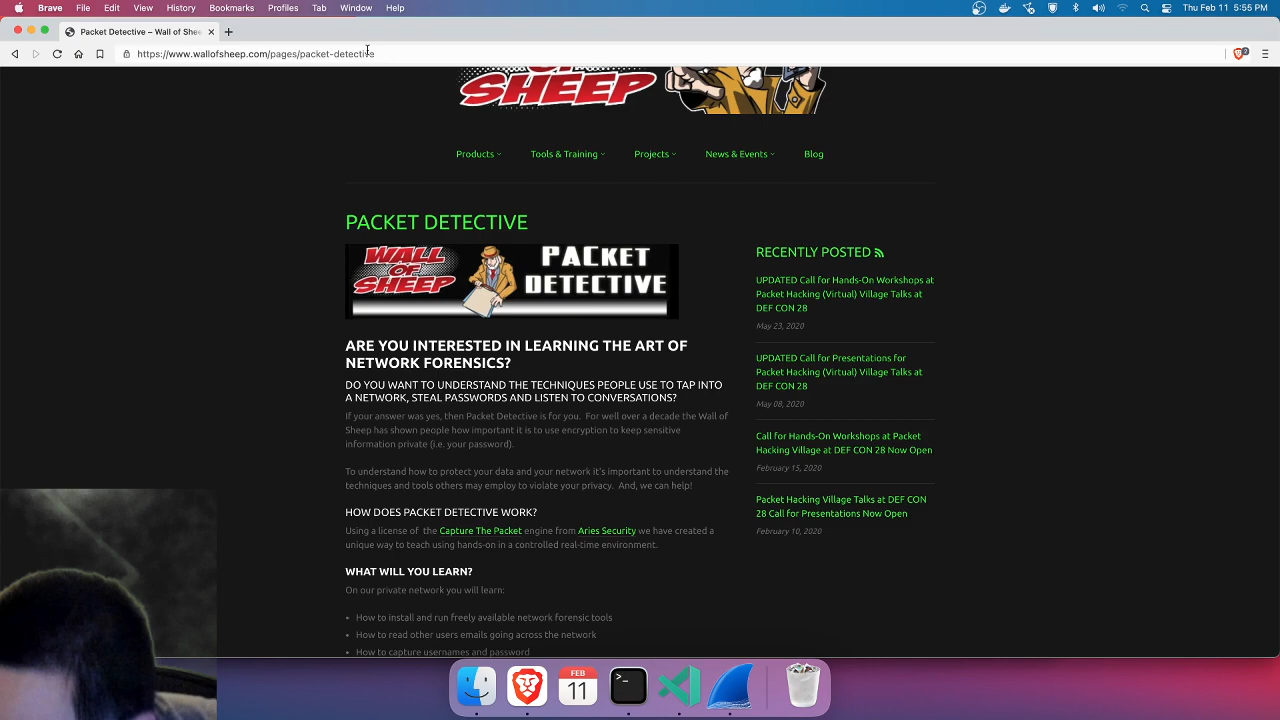 Brave File Edit View History Bookmarks Profiles Tab Window Help Thu Feb 11 5:55 PM
Packet Detective – Wall of Shee
https://www.wallofsheep.com/pages/packet-detective
SHEEP
Products Tools & Training Projects News & Events Blog
PACKET DETECTIVE
WALL OF SHEEP
PACKET DETECTIVE
ARE YOU INTERESTED IN LEARNING THE ART OF
NETWORK FORENSICS?
DO YOU WANT TO UNDERSTAND THE TECHNIQUES PEOPLE USE TO TAP INTO
A NETWORK, STEAL PASSWORDS AND LISTEN TO CONVERSATIONS?
If your answer was yes, then Packet Detective is for you. For well over a decade the Wall of
Sheep has shown people how important it is to use encryption to keep sensitive
information private (i.e. your password).
To understand how to protect your data and your network it's important to understand the
techniques and tools others may employ to violate your privacy. And, we can help!
HOW DOES PACKET DETECTIVE WORK?
Using a license of the Capture The Packet engine from Aries Security we have created a
unique way to teach using hands-on in a controlled real-time environment.
WHAT WILL YOU LEARN?
On our private network you will learn:
• How to install and run freely available network forensic tools
• How to read other users emails going across the network
• How to capture usernames and password
RECENTLY POSTED
UPDATED Call for Hands-On Workshops at
Packet Hacking (Virtual) Village Talks at
DEF CON 28
May 23, 2020
UPDATED Call for Presentations for
Packet Hacking (Virtual) Village Talks at
DEF CON 28
May 08, 2020
Call for Hands-On Workshops at Packet
Hacking Village at DEF CON 28 Now Open
February 15, 2020
Packet Hacking Village Talks at DEF CON
28 Call for Presentations Now Open
February 10, 2020
FEB
11